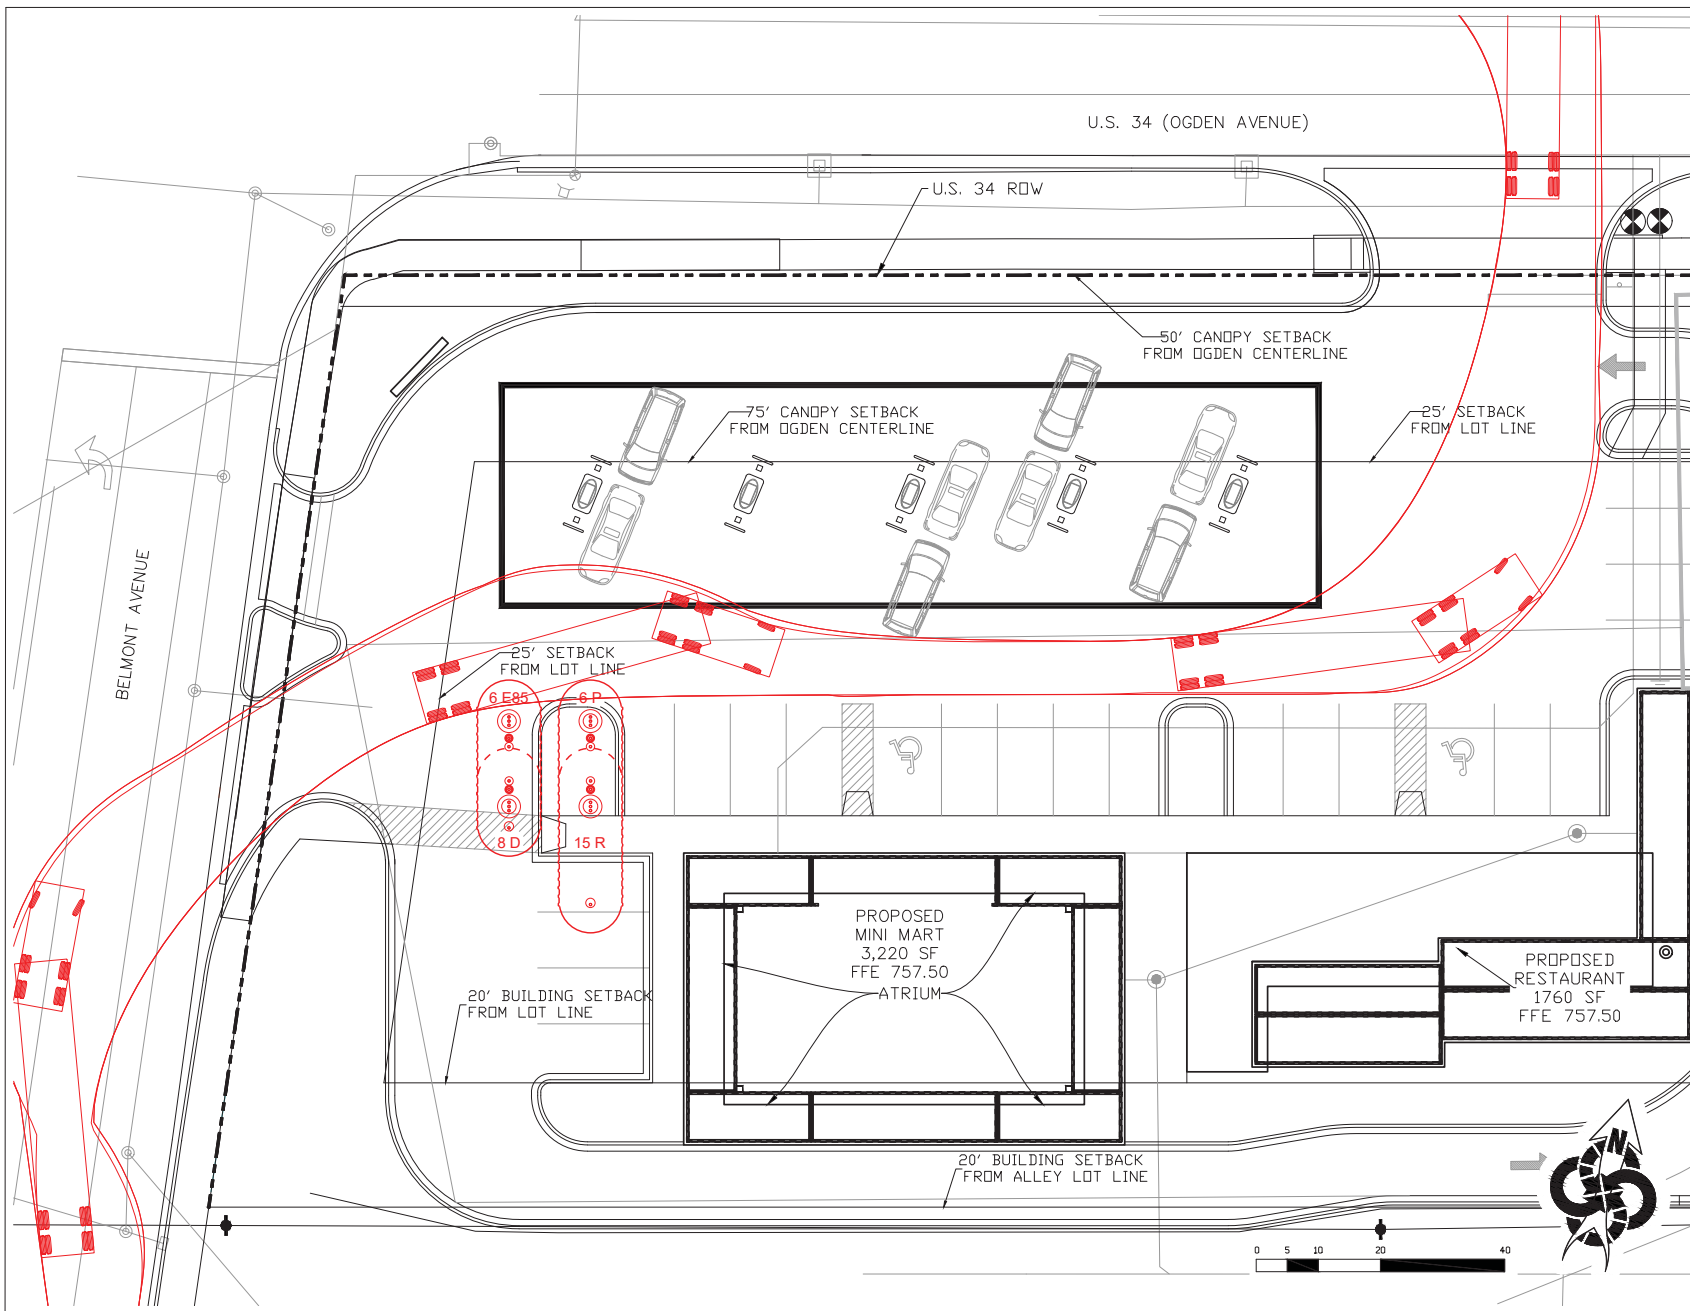 U.S. 34 (OGDEN AVENUE)
U.S. 34 ROW
50' CANOPY SETBACK
FROM OGDEN CENTERLINE
75' CANOPY SETBACK
FROM OGDEN CENTERLINE
25' SETBACK
FROM LOT LINE
BELMONT AVENUE
25' SETBACK
FROM LOT LINE
6 E85
6 P
8 D
15 R
PROPOSED
MINI MART
3,220 SF
FFE 757.50
ATRIUM
PROPOSED
RESTAURANT
1760 SF
FFE 757.50
20' BUILDING SETBACK
FROM LOT LINE
20' BUILDING SETBACK
FROM ALLEY LOT LINE
N
0 5 10 20 40